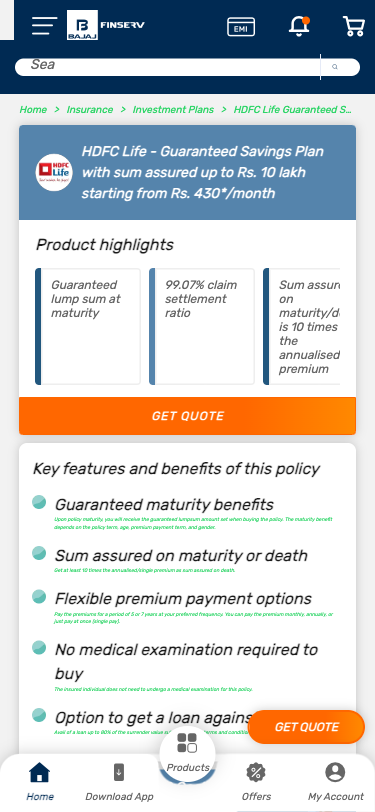 BAJAJ FINSERV
EMI
Sea
Home > Insurance > Investment Plans > HDFC Life Guaranteed S...
HDFC Life
HDFC Life - Guaranteed Savings Plan
with sum assured up to Rs. 10 lakh
starting from Rs. 430*/month
Product highlights
Guaranteed
lump sum at
maturity
99.07% claim
settlement
ratio
Sum assure
on
maturity/de
is 10 times
the
annualised
premium
GET QUOTE
Key features and benefits of this policy
Guaranteed maturity benefits
Upon policy maturity, you will receive the guaranteed lumpsum amount set when buying the policy. The maturity benefit
depends on the policy term, age, premium payment term, and gender.
Sum assured on maturity or death
Get at least 10 times the annualised/single premium as sum assured on death.
Flexible premium payment options
Pay the premiums for a period of 5 or 7 years at your preferred frequency. You can pay the premium monthly, annually, or
just pay at once (single pay).
No medical examination required to
buy
The insured individual does not need to undergo a medical examination for this policy.
Option to get a loan agains
Avail of a loan up to 80% of the surrender value su
terms and condition
GET QUOTE
Home
Download App
Products
Offers
My Account